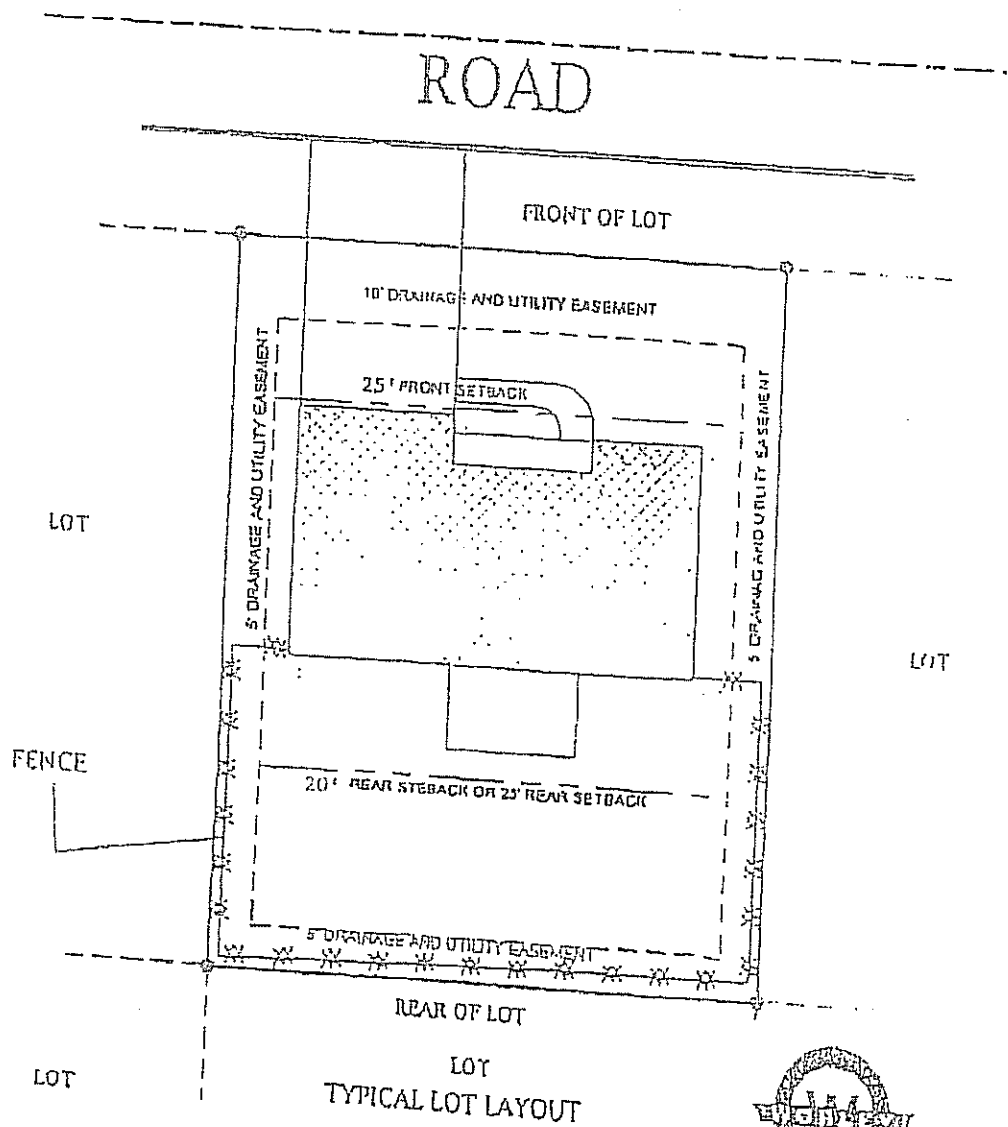 ROAD
FRONT OF LOT
10' DRAINAGE AND UTILITY EASEMENT
25' FRONT SETBACK
5' DRAINAGE AND UTILITY EASEMENT
5' DRAINAG AND UTILITY EASEMENT
LOT
LOT
FENCE
20' REAR STEBACK OR 25' REAR SETBACK
5' DRAINAGE AND UTILITY EASEMENT
REAR OF LOT
LOT
LOT
TYPICAL LOT LAYOUT